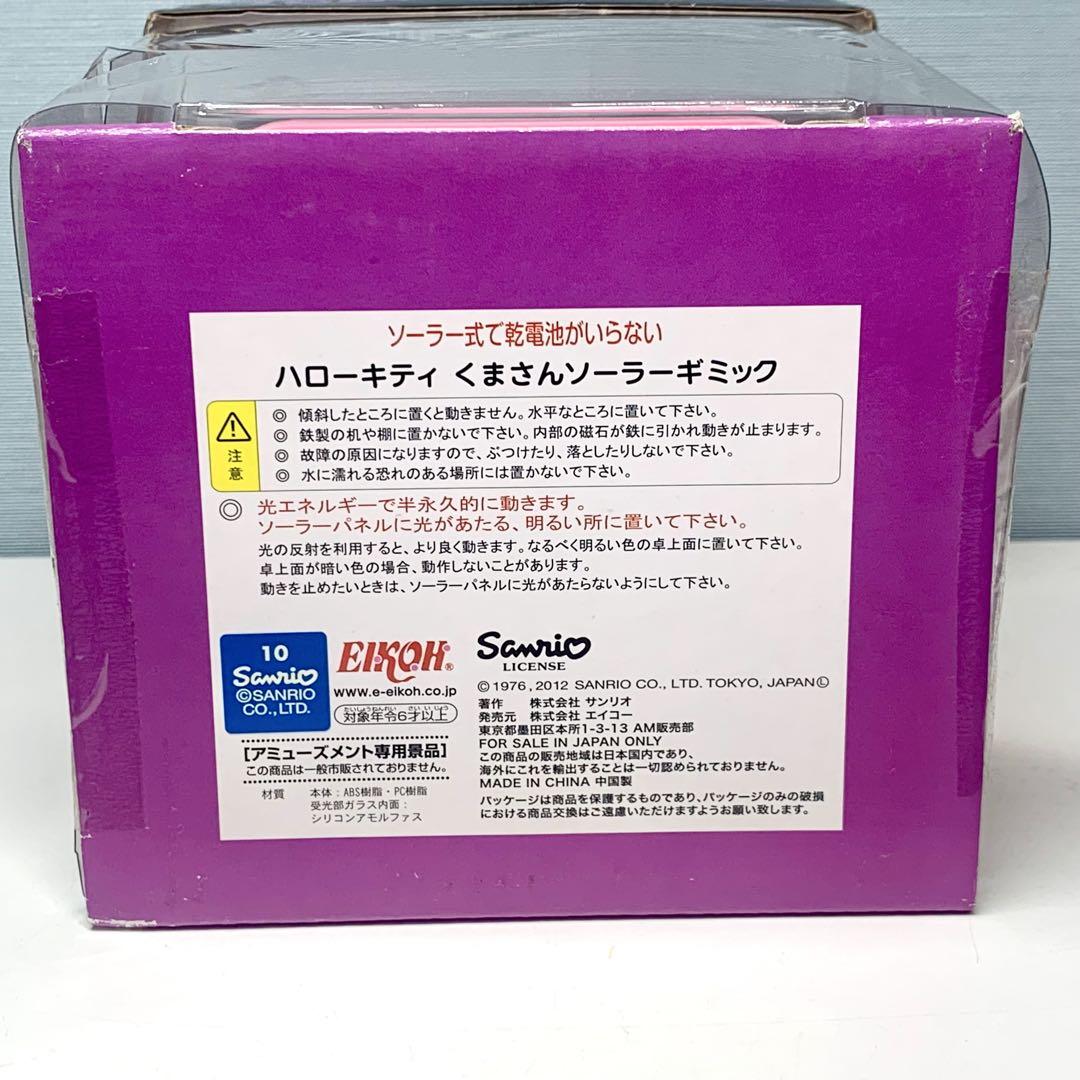 ソーラー式で乾電池がいらない
ハローキティ くまさんソーラーギミック
注意
◎ 傾斜したところに置くと動きません。水平なところに置いて下さい。
◎ 鉄製の机や棚に置かないで下さい。内部の磁石が鉄に引かれ動きが止まります。
◎ 故障の原因になりますので、ぶつけたり、落としたりしないで下さい。
◎ 水に濡れる恐れのある場所には置かないで下さい。
◎ 光エネルギーで半永久的に動きます。
ソーラーパネルに光があたる、明るい所に置いて下さい。
光の反射を利用すると、より良く動きます。なるべく明るい色の卓上面に置いて下さい。
卓上面が暗い色の場合、動作しないことがあります。
動きを止めたいときは、ソーラーパネルに光があたらないようにして下さい。
10
Sanrio
©SANRIO
CO.,LTD.
EIKOH®
www.e-eikoh.co.jp
たいしょうねんれい さいいじょう
対象年令6才以上
[アミューズメント専用景品]
この商品は一般市販されておりません。
材質 本体：ABS樹脂・PC樹脂
受光部ガラス内面：
シリコンアモルファス
Sanrio
LICENSE
©1976,2012 SANRIO CO., LTD. TOKYO, JAPAN Ⓛ
著作 株式会社 サンリオ
発売元 株式会社 エイコー
東京都墨田区本所1-3-13 AM販売部
FOR SALE IN JAPAN ONLY
この商品の販売地域は日本国内であり、
海外にこれを輸出することは一切認められておりません。
MADE IN CHINA 中国製
パッケージは商品を保護するものであり、パッケージのみの破損
における商品交換はご遠慮いただけますようお願い致します。